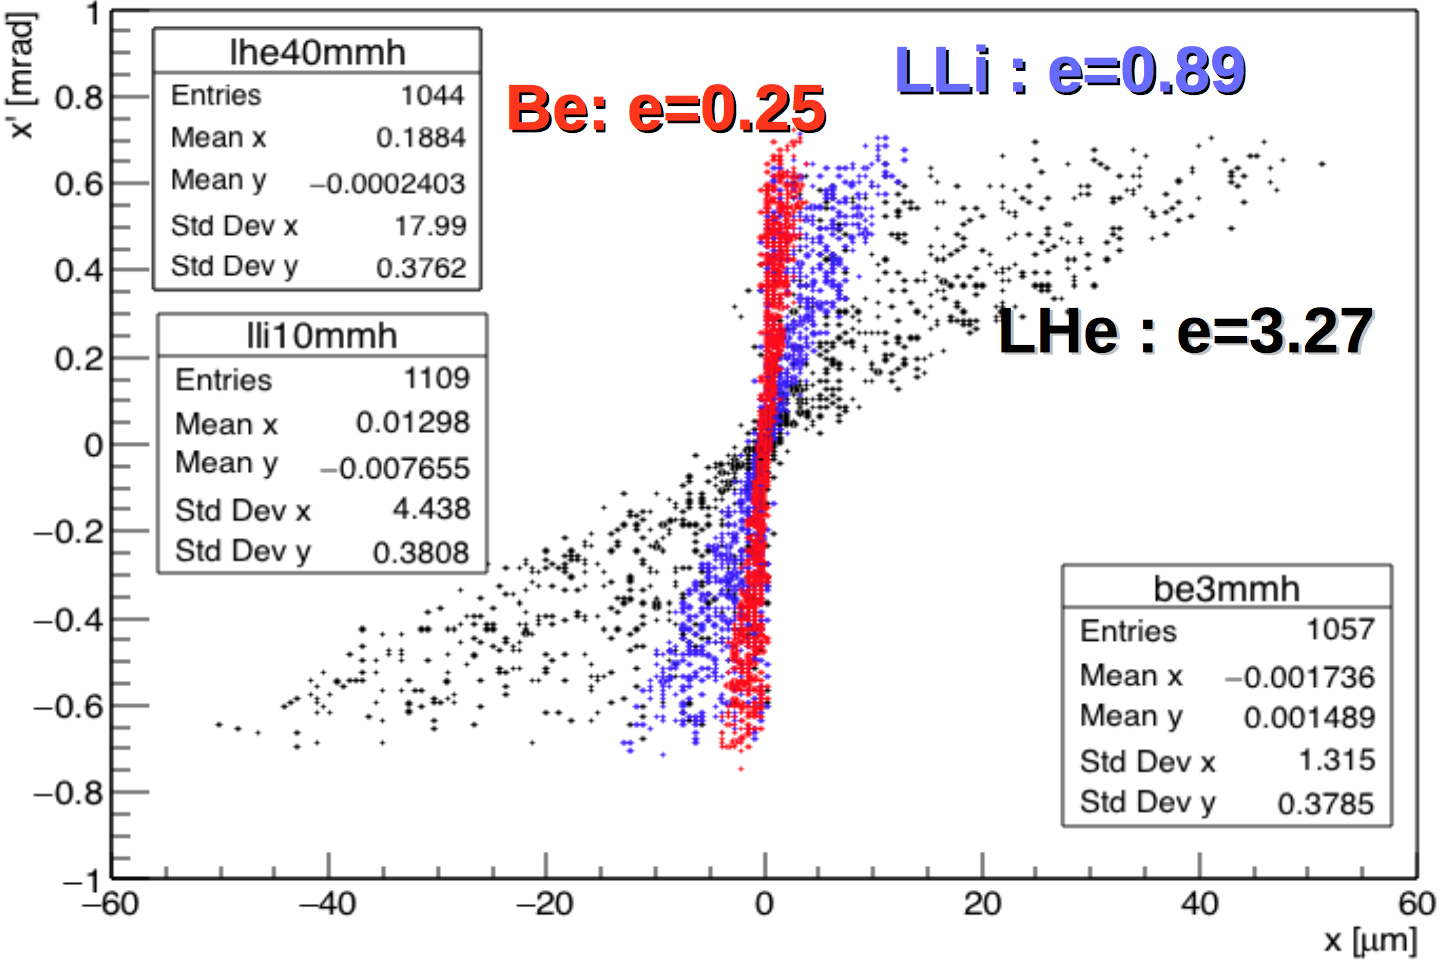 x' [mrad]
1
0.8
0.6
0.4
0.2
0
−0.2
−0.4
−0.6
−0.8
−1
lhe40mmh
Entries 1044
Mean x 0.1884
Mean y −0.0002403
Std Dev x 17.99
Std Dev y 0.3762
lli10mmh
Entries 1109
Mean x 0.01298
Mean y −0.007655
Std Dev x 4.438
Std Dev y 0.3808
Be: e=0.25
LLi : e=0.89
LHe : e=3.27
be3mmh
Entries 1057
Mean x −0.001736
Mean y 0.001489
Std Dev x 1.315
Std Dev y 0.3785
−60 −40 −20 0 20 40 60
x [μm]